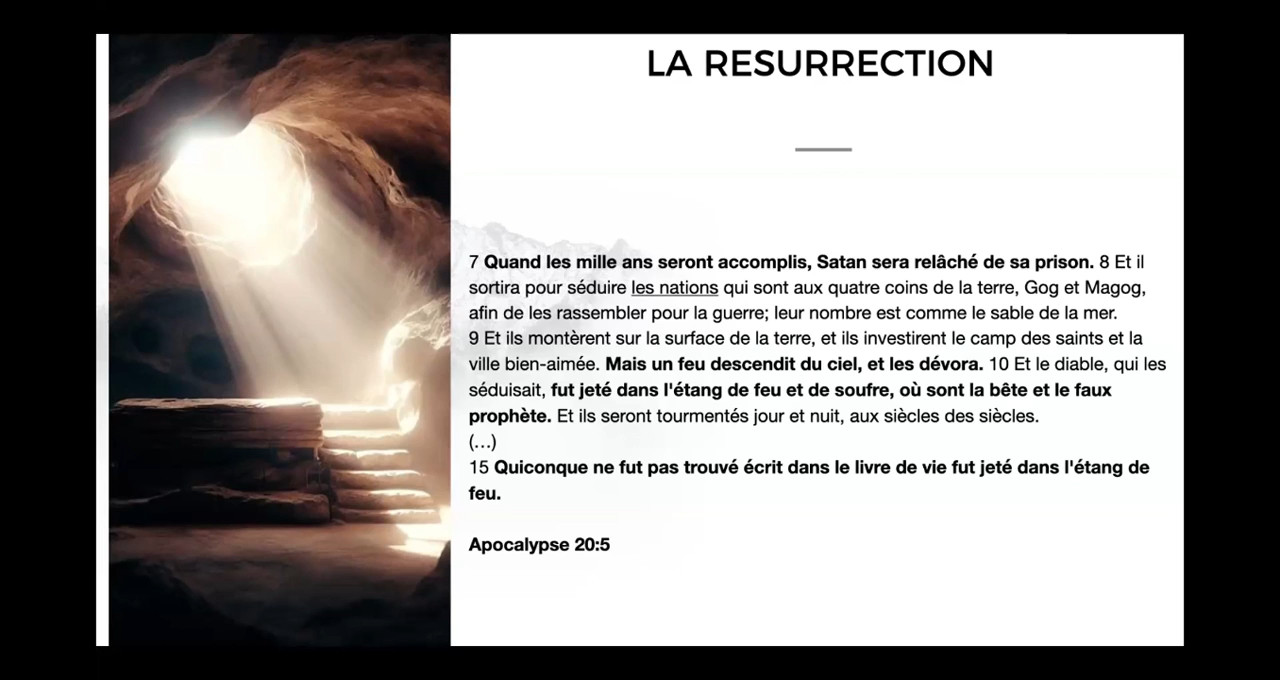 LA RESURRECTION
7 Quand les mille ans seront accomplis, Satan sera relâché de sa prison. 8 Et il
sortira pour séduire les nations qui sont aux quatre coins de la terre, Gog et Magog,
afin de les rassembler pour la guerre; leur nombre est comme le sable de la mer.
9 Et ils montèrent sur la surface de la terre, et ils investirent le camp des saints et la
ville bien-aimée. Mais un feu descendit du ciel, et les dévora. 10 Et le diable, qui les
séduisait, fut jeté dans l'étang de feu et de soufre, où sont la bête et le faux
prophète. Et ils seront tourmentés jour et nuit, aux siècles des siècles.
(…)
15 Quiconque ne fut pas trouvé écrit dans le livre de vie fut jeté dans l'étang de
feu.
Apocalypse 20:5